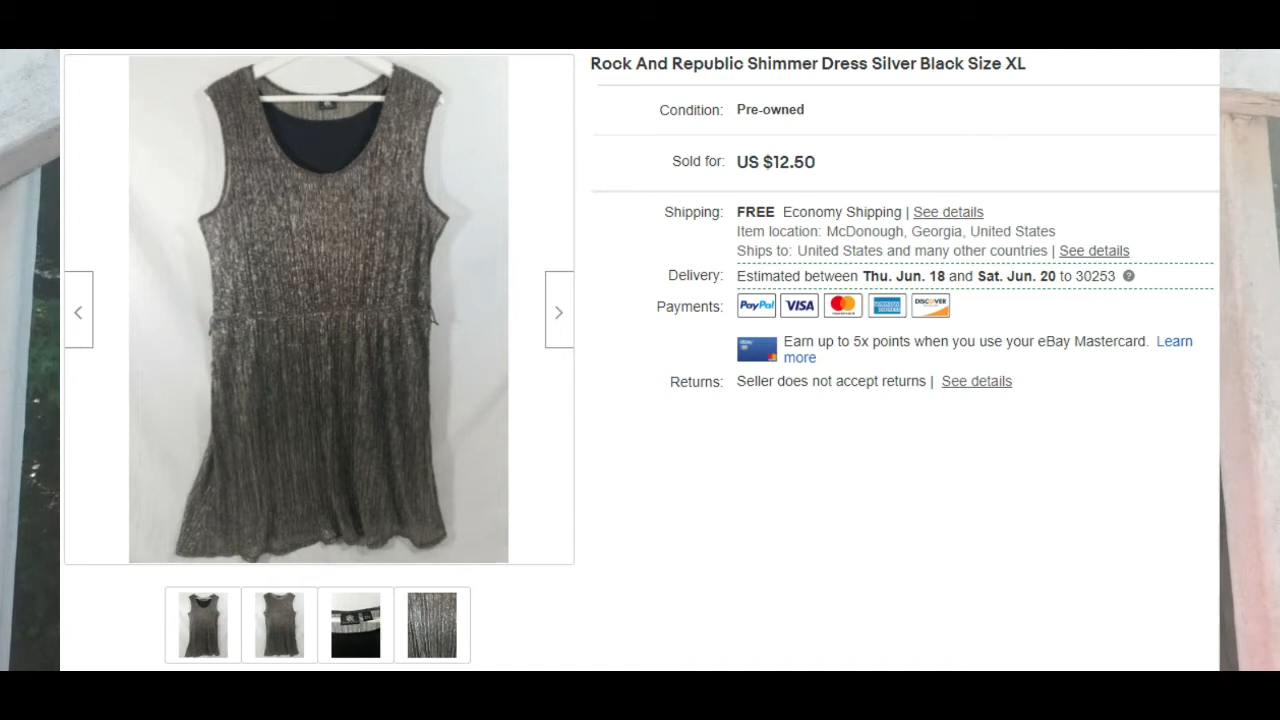 Rock And Republic Shimmer Dress Silver Black Size XL
Condition: Pre-owned
Sold for: US $12.50
Shipping: FREE Economy Shipping | See details
Item location: McDonough, Georgia, United States
Ships to: United States and many other countries | See details
Delivery: Estimated between Thu. Jun. 18 and Sat. Jun. 20 to 30253 ?
Payments: PayPal VISA DISCOVER
Earn up to 5x points when you use your eBay Mastercard. Learn
more
Returns: Seller does not accept returns | See details